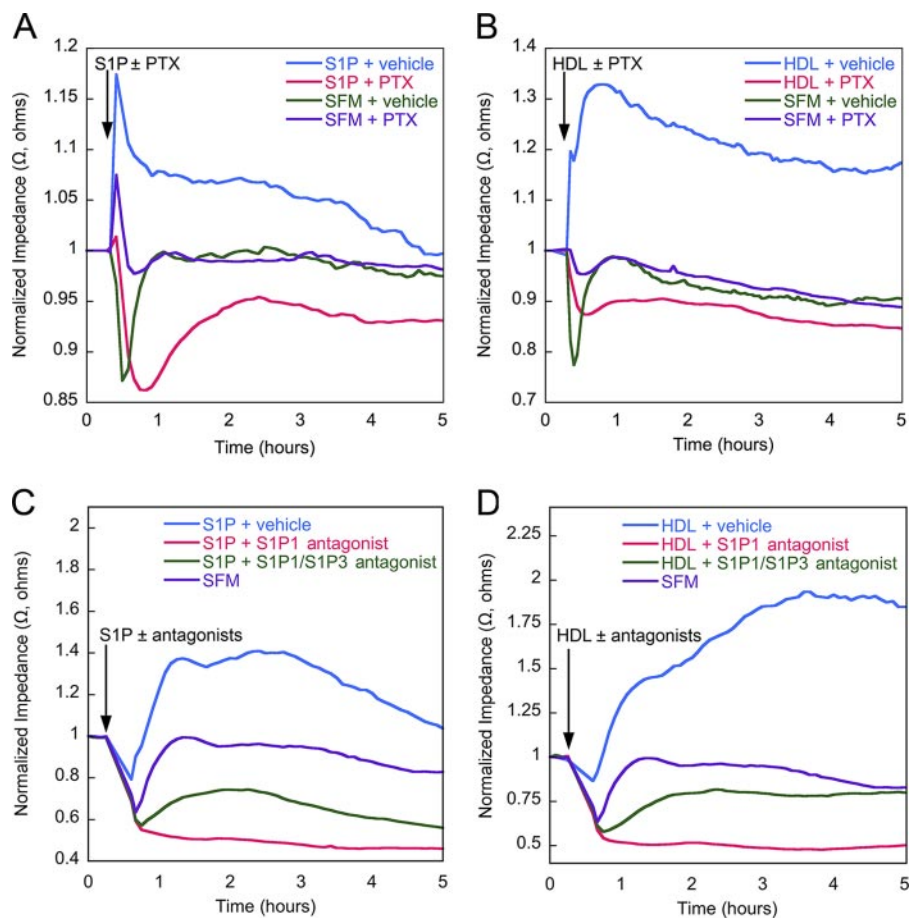 A
B
1.2
1.15
1.1
1.05
1
0.95
0.9
0.85
Normalized Impedance (Ω, ohms)
S1P ± PTX
S1P + vehicle
S1P + PTX
SFM + vehicle
SFM + PTX
0 1 2 3 4 5
Time (hours)
1.4
1.3
1.2
1.1
1
0.9
0.8
0.7
Normalized Impedance (Ω, ohms)
HDL ± PTX
HDL + vehicle
HDL + PTX
SFM + vehicle
SFM + PTX
0 1 2 3 4 5
Time (hours)
C
D
2
1.8
1.6
1.4
1.2
1
0.8
0.6
0.4
Normalized Impedance (Ω, ohms)
S1P + vehicle
S1P + S1P1 antagonist
S1P + S1P1/S1P3 antagonist
SFM
S1P ± antagonists
0 1 2 3 4 5
Time (hours)
2.25
2
1.75
1.5
1.25
1
0.75
0.5
Normalized Impedance (Ω, ohms)
HDL + vehicle
HDL + S1P1 antagonist
HDL + S1P1/S1P3 antagonist
SFM
HDL ± antagonists
0 1 2 3 4 5
Time (hours)